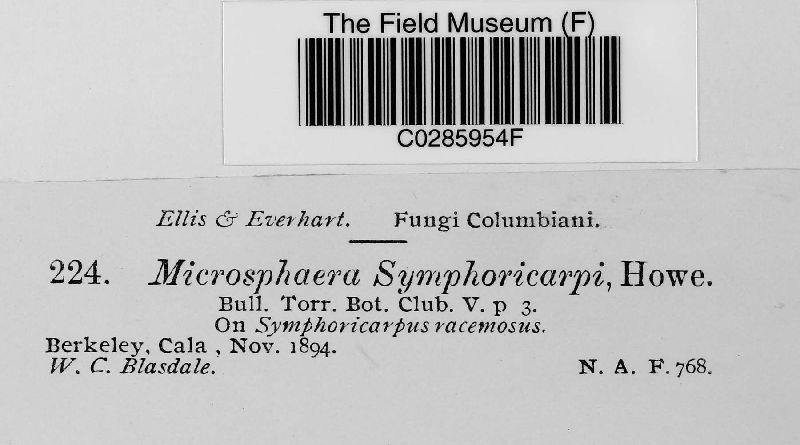 The Field Museum (F)
C0285954F
Ellis & Everhart. Fungi Columbiani.
224. Microsphaera Symphoricarpi, Howe.
Bull. Torr. Bot. Club. V. p 3.
On Symphoricarpus racemosus.
Berkeley, Cala , Nov. 1894.
W. C. Blasdale. N. A. F. 768.